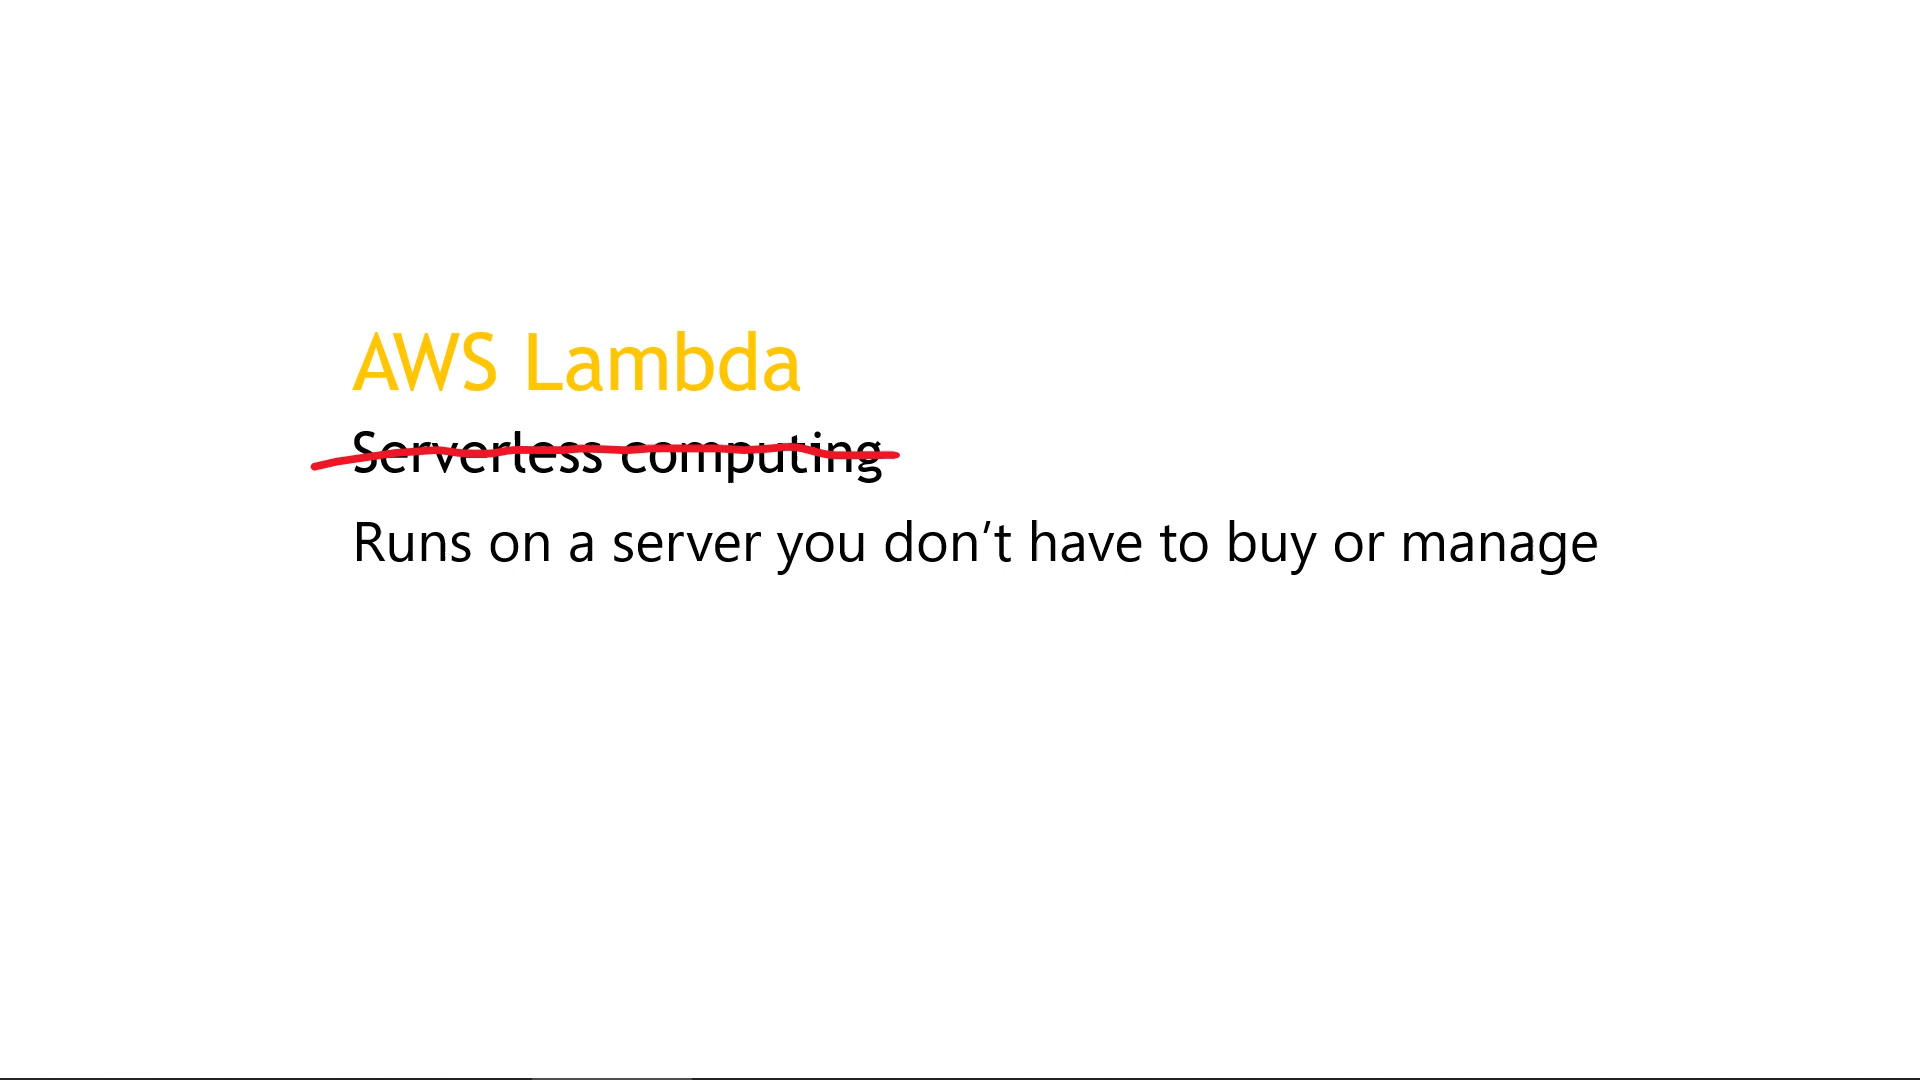 AWS Lambda
Serverless computing
Runs on a server you don’t have to buy or manage